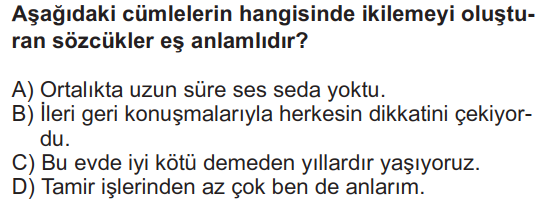 Aşağıdaki cümlelerin hangisinde ikilemeyi oluştu-
ran sözcükler eş anlamlıdır?
A) Ortalıkta uzun süre ses seda yoktu.
B) İleri geri konuşmalarıyla herkesin dikkatini çekiyor-
du.
C) Bu evde iyi kötü demeden yıllardır yaşıyoruz.
D) Tamir işlerinden az çok ben de anlarım.